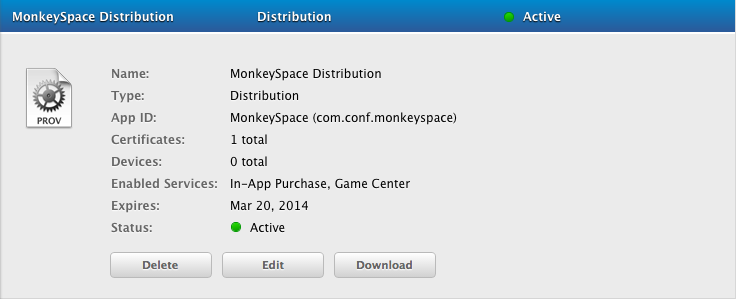 MonkeySpace Distribution Distribution Active
Name: MonkeySpace Distribution
Type: Distribution
App ID: MonkeySpace (com.conf.monkeyspace)
PROV
Certificates: 1 total
Devices: 0 total
Enabled Services: In-App Purchase, Game Center
Expires: Mar 20, 2014
Status: Active
Delete Edit Download